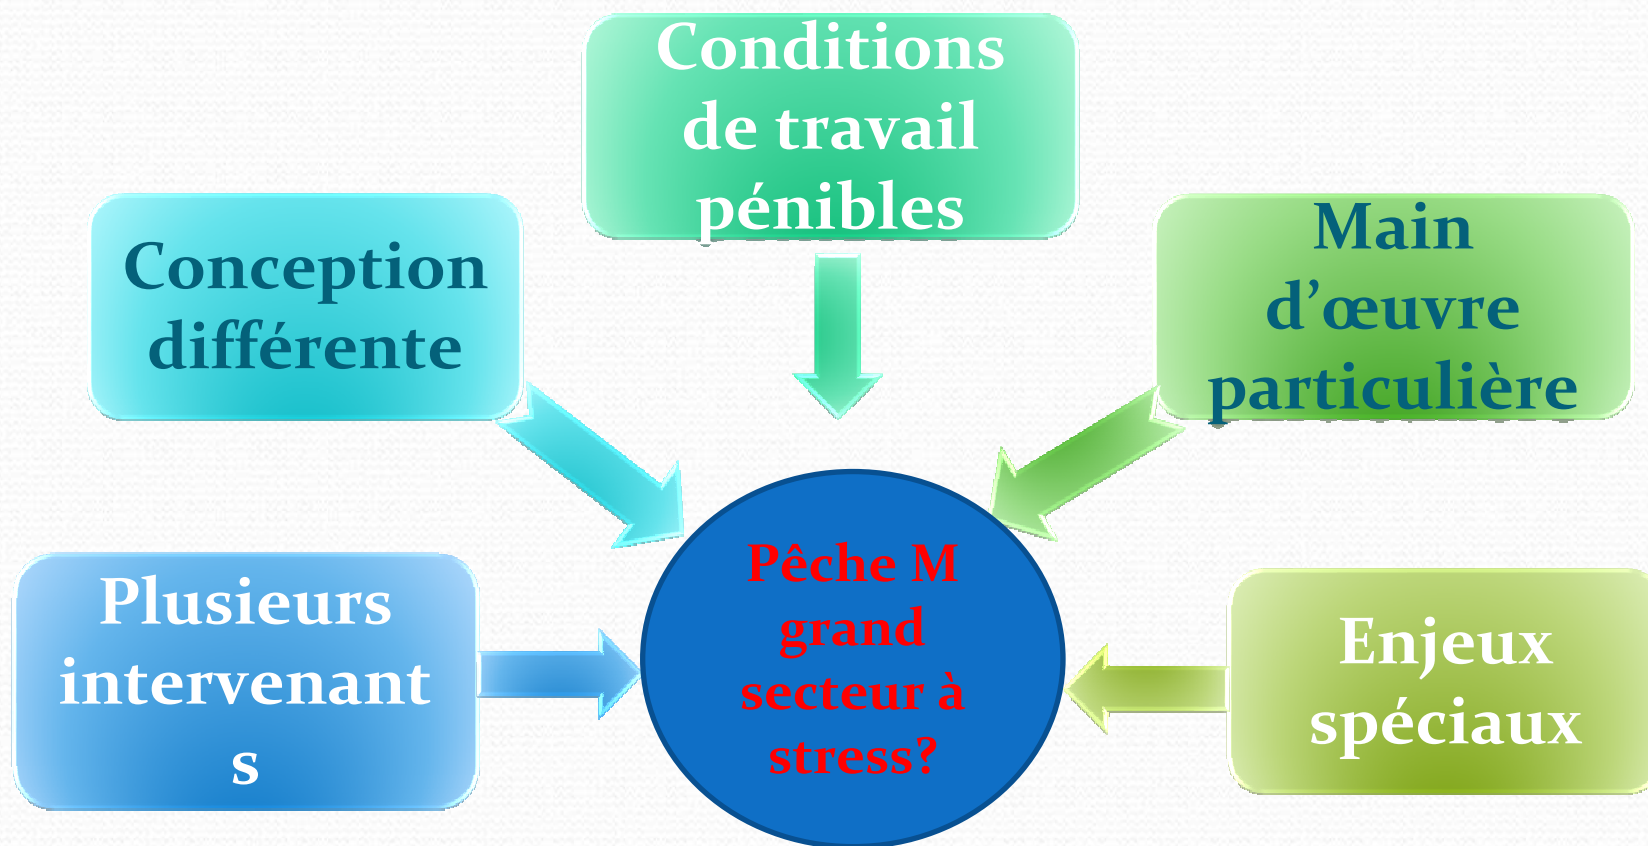 Conditions
de travail
pénibles
Conception
différente
Main
d’œuvre
particulière
Plusieurs
intervenant
s
Pêche M
grand
secteur à
stress?
Enjeux
spéciaux